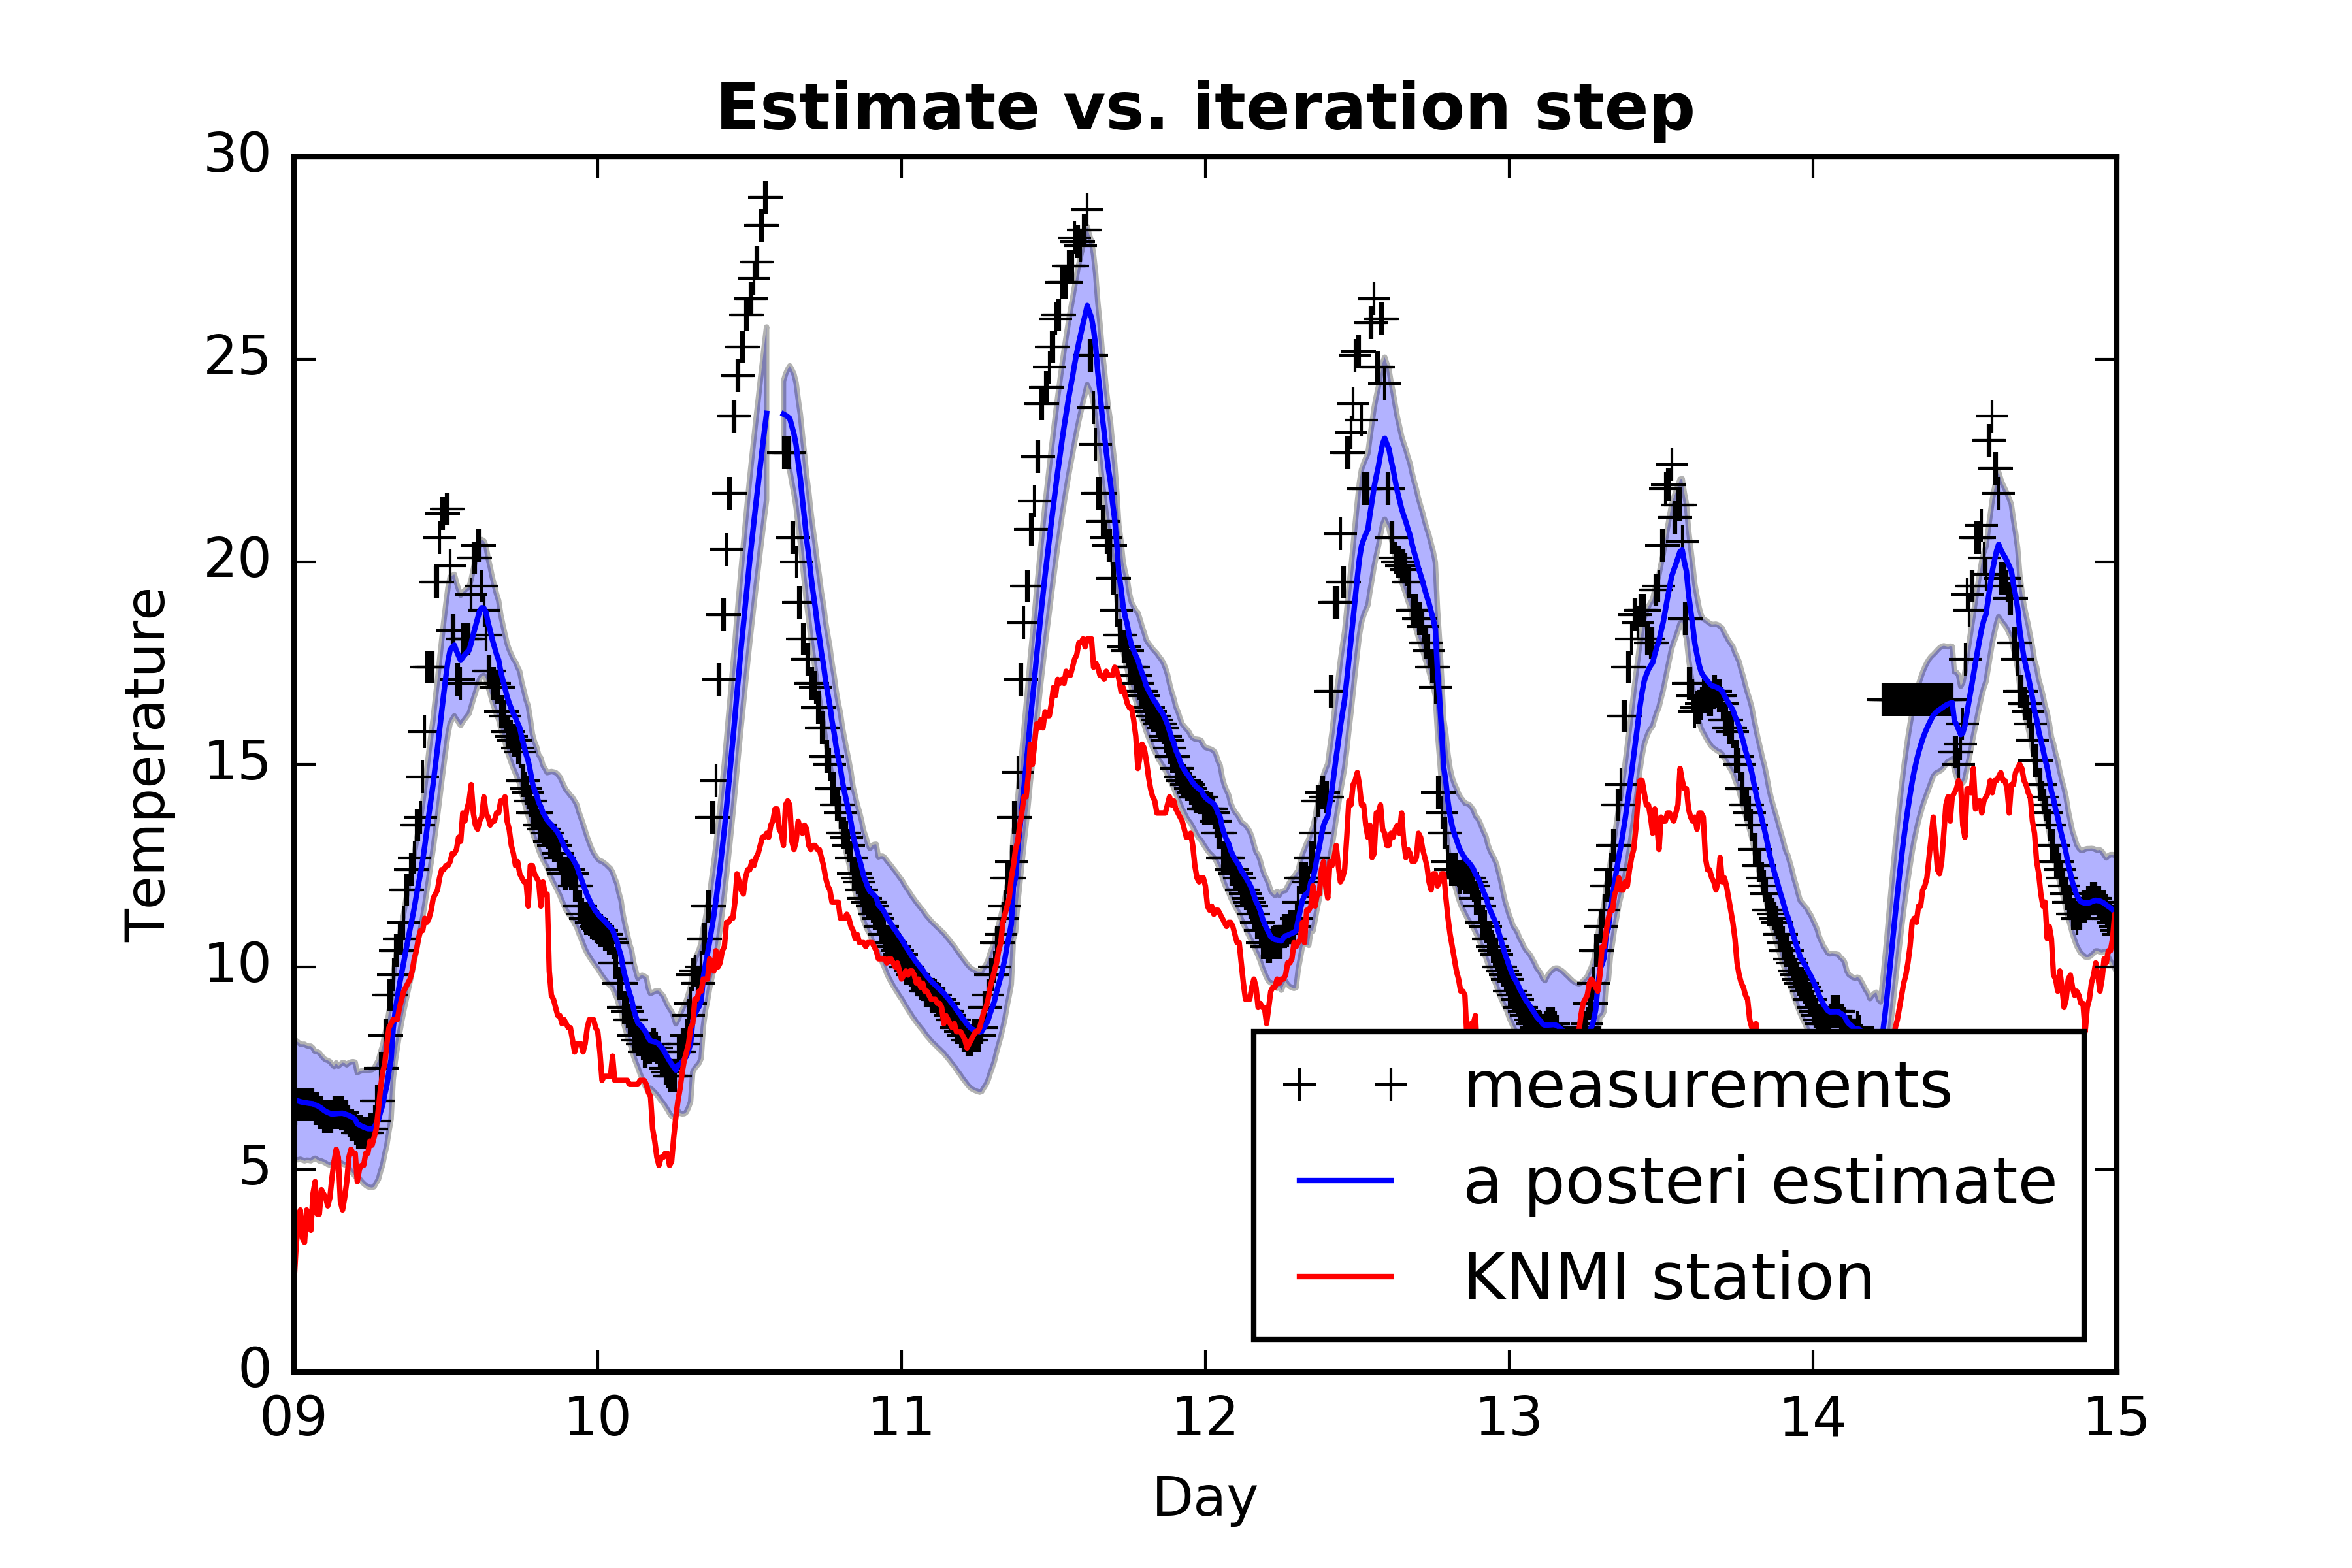 Estimate vs. iteration step
30
25
20
15
10
5
0
Temperature
09 10 11 12 13 14 15
Day
measurements
a posteri estimate
KNMI station